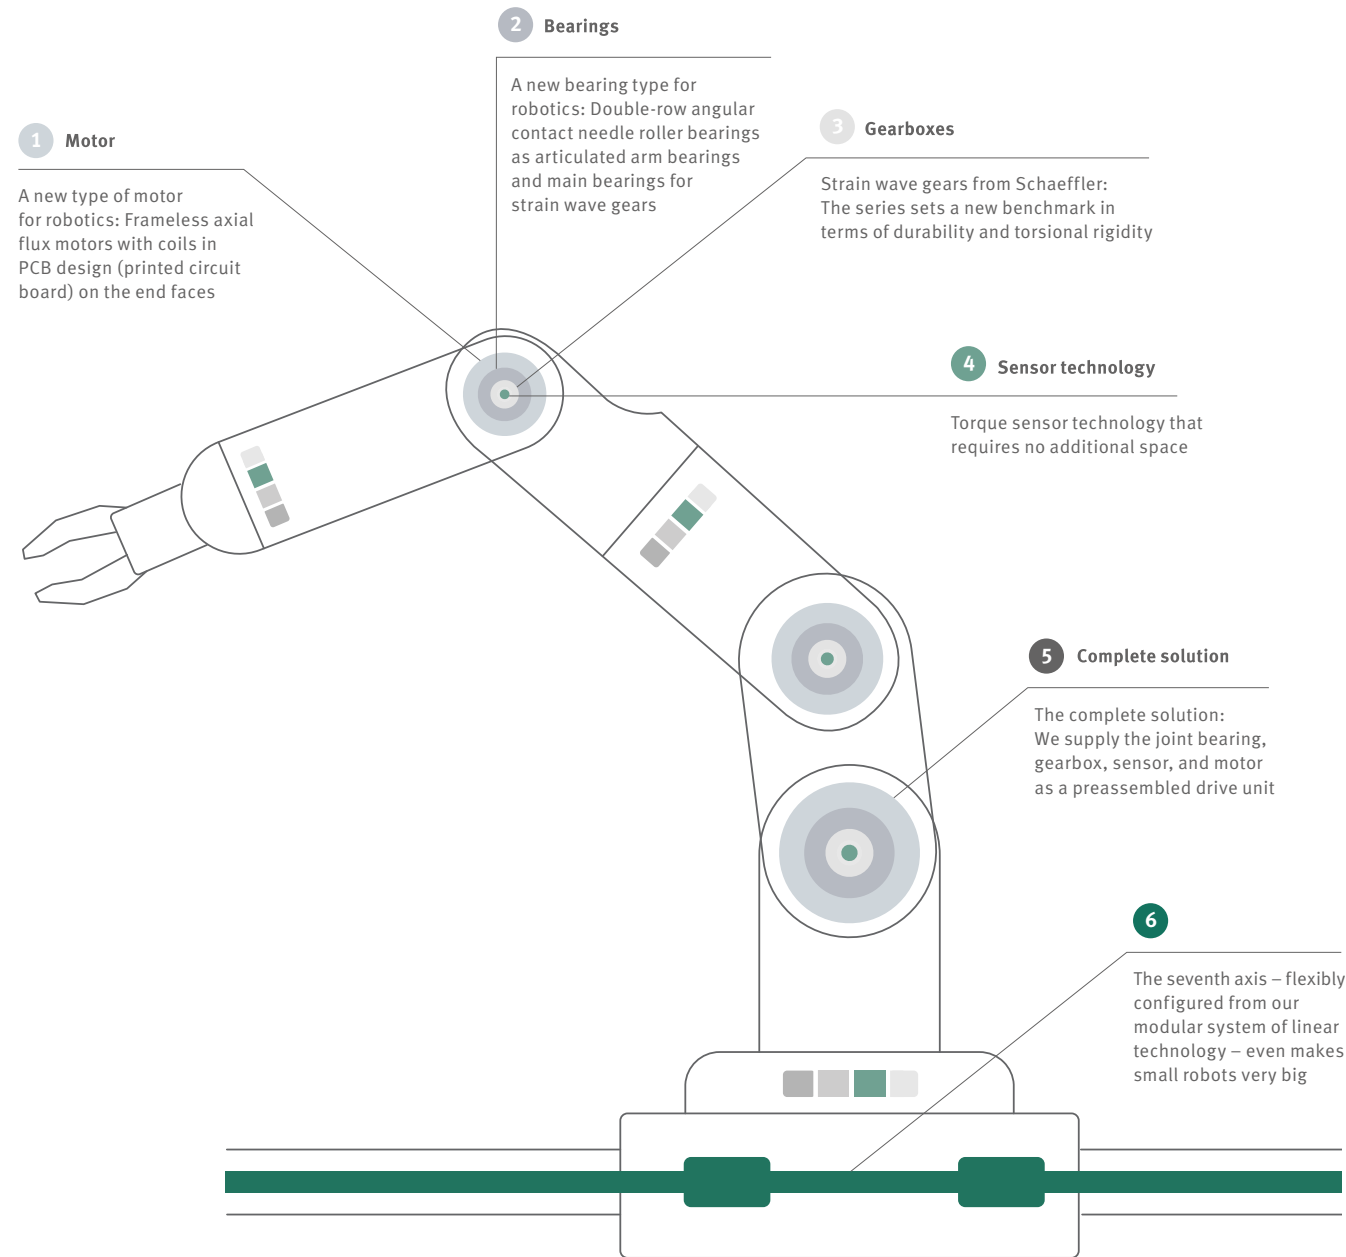 1 Motor
A new type of motor
for robotics: Frameless axial
flux motors with coils in
PCB design (printed circuit
board) on the end faces
2 Bearings
A new bearing type for
robotics: Double-row angular
contact needle roller bearings
as articulated arm bearings
and main bearings for
strain wave gears
3 Gearboxes
Strain wave gears from Schaeffler:
The series sets a new benchmark in
terms of durability and torsional rigidity
4 Sensor technology
Torque sensor technology that
requires no additional space
5 Complete solution
The complete solution:
We supply the joint bearing,
gearbox, sensor, and motor
as a preassembled drive unit
6
The seventh axis – flexibly
configured from our
modular system of linear
technology – even makes
small robots very big